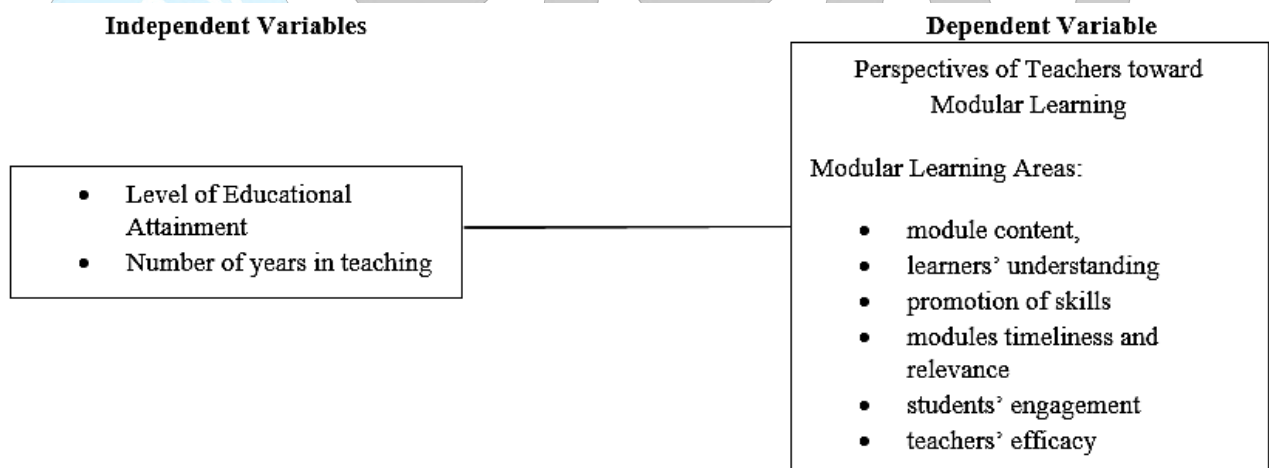 Independent Variables
Dependent Variable
• Level of Educational
Attainment
• Number of years in teaching
Perspectives of Teachers toward
Modular Learning
Modular Learning Areas:
• module content,
• learners’ understanding
• promotion of skills
• modules timeliness and
relevance
• students’ engagement
• teachers’ efficacy